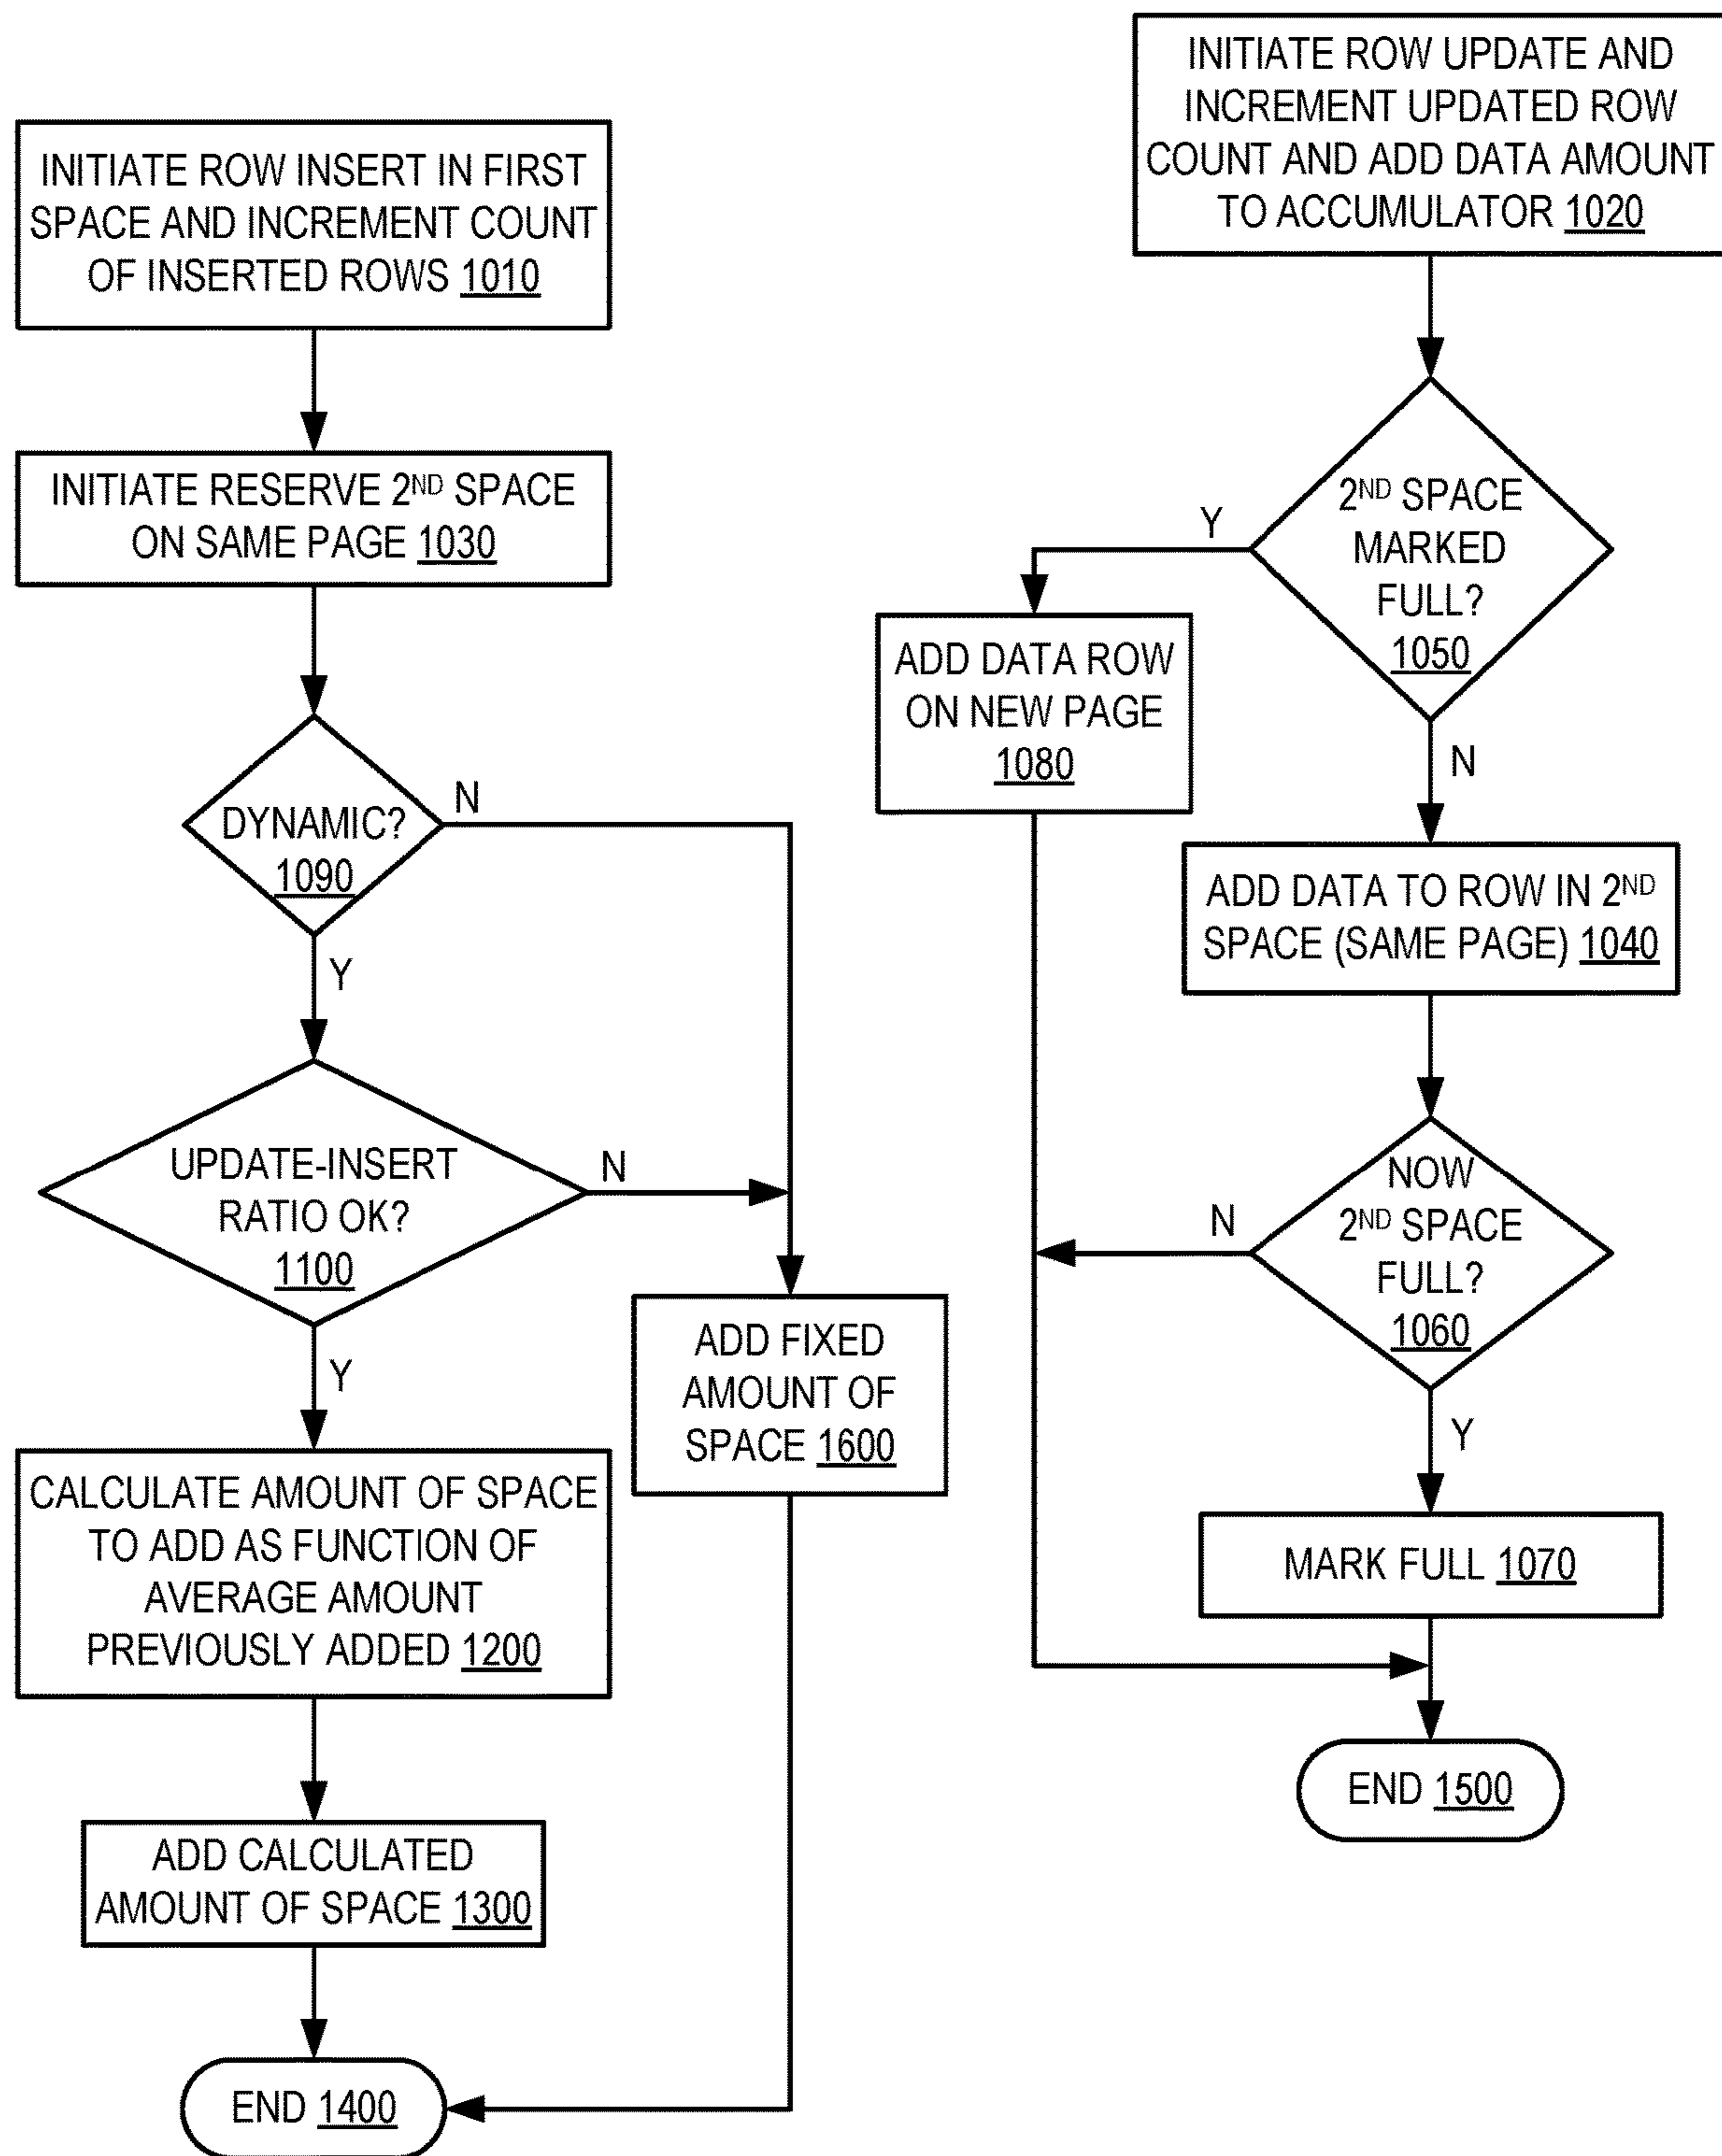 INITIATE ROW INSERT IN FIRST
SPACE AND INCREMENT COUNT
OF INSERTED ROWS 1010
INITIATE RESERVE 2ND SPACE
ON SAME PAGE 1030
DYNAMIC?
1090
N
Y
UPDATE-INSERT
RATIO OK?
1100
N
Y
CALCULATE AMOUNT OF SPACE
TO ADD AS FUNCTION OF
AVERAGE AMOUNT
PREVIOUSLY ADDED 1200
ADD FIXED
AMOUNT OF
SPACE 1600
ADD CALCULATED
AMOUNT OF SPACE 1300
END 1400
INITIATE ROW UPDATE AND
INCREMENT UPDATED ROW
COUNT AND ADD DATA AMOUNT
TO ACCUMULATOR 1020
2ND SPACE
MARKED
FULL?
1050
Y
N
ADD DATA ROW
ON NEW PAGE
1080
ADD DATA TO ROW IN 2ND
SPACE (SAME PAGE) 1040
NOW
2ND SPACE
FULL?
1060
N
Y
MARK FULL 1070
END 1500